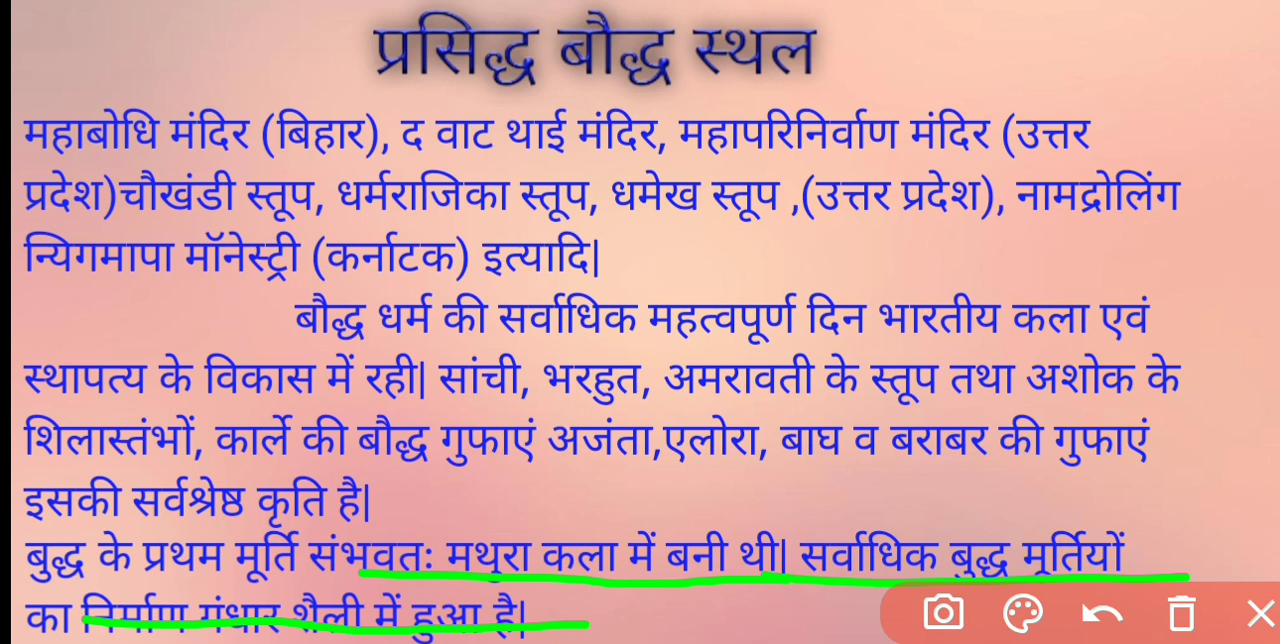 प्रसिद्ध बौद्ध स्थल
महाबोधि मंदिर (बिहार), द वाट थाई मंदिर, महापरिनिर्वाण मंदिर (उत्तर
प्रदेश)चौखंडी स्तूप, धर्मराजिका स्तूप, धमेख स्तूप ,(उत्तर प्रदेश), नामद्रोलिंग
न्यिगमापा मॉनेस्ट्री (कर्नाटक) इत्यादि|
बौद्ध धर्म की सर्वाधिक महत्वपूर्ण दिन भारतीय कला एवं
स्थापत्य के विकास में रही| सांची, भरहुत, अमरावती के स्तूप तथा अशोक के
शिलास्तंभों, कार्ले की बौद्ध गुफाएं अजंता,एलोरा, बाघ व बराबर की गुफाएं
इसकी सर्वश्रेष्ठ कृति है|
बुद्ध के प्रथम मूर्ति संभवतः मथुरा कला में बनी थी| सर्वाधिक बुद्ध मूर्तियों
का निर्माण गंधार शैली में हुआ है|